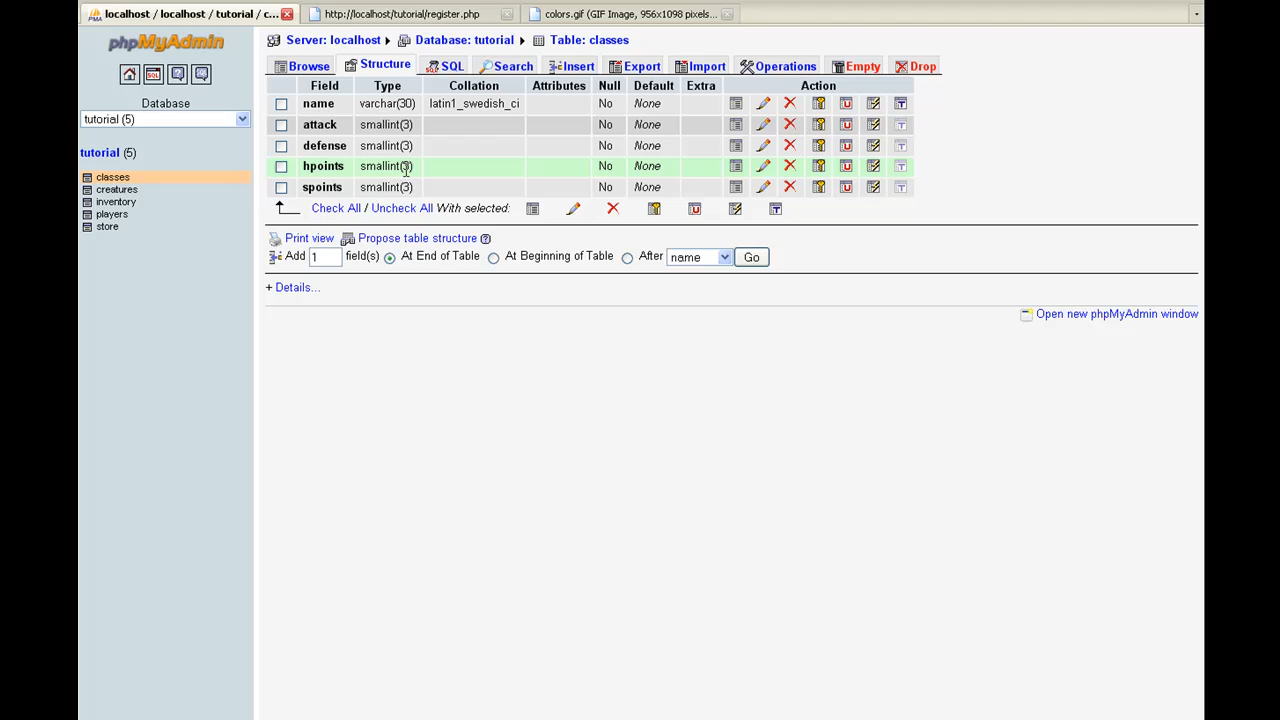 localhost / localhost / tutorial / c...
http://localhost/tutorial/register.php
colors.gif (GIF Image, 956x1098 pixels...
phpMyAdmin
Database
tutorial (5)
tutorial (5)
classes
creatures
inventory
players
store
Server: localhost
Database: tutorial
Table: classes
Browse Structure SQL Search Insert Export Import Operations Empty Drop
Field Type Collation Attributes Null Default Extra Action
name varchar(30) latin1_swedish_ci No None
attack smallint(3) No None
defense smallint(3) No None
hpoints smallint(3) No None
spoints smallint(3) No None
Check All / Uncheck All With selected:
Print view Propose table structure
Add 1 field(s) At End of Table At Beginning of Table After name Go
+ Details...
Open new phpMyAdmin window